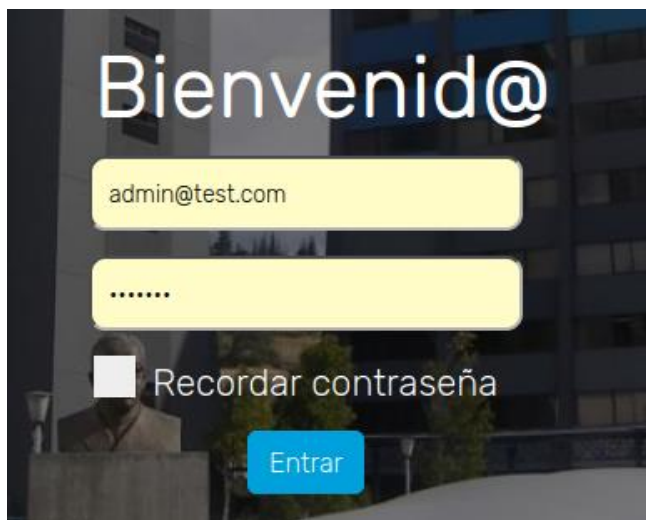 Bienvenid@
admin@test.com
•••••••
Recordar contraseña
Entrar